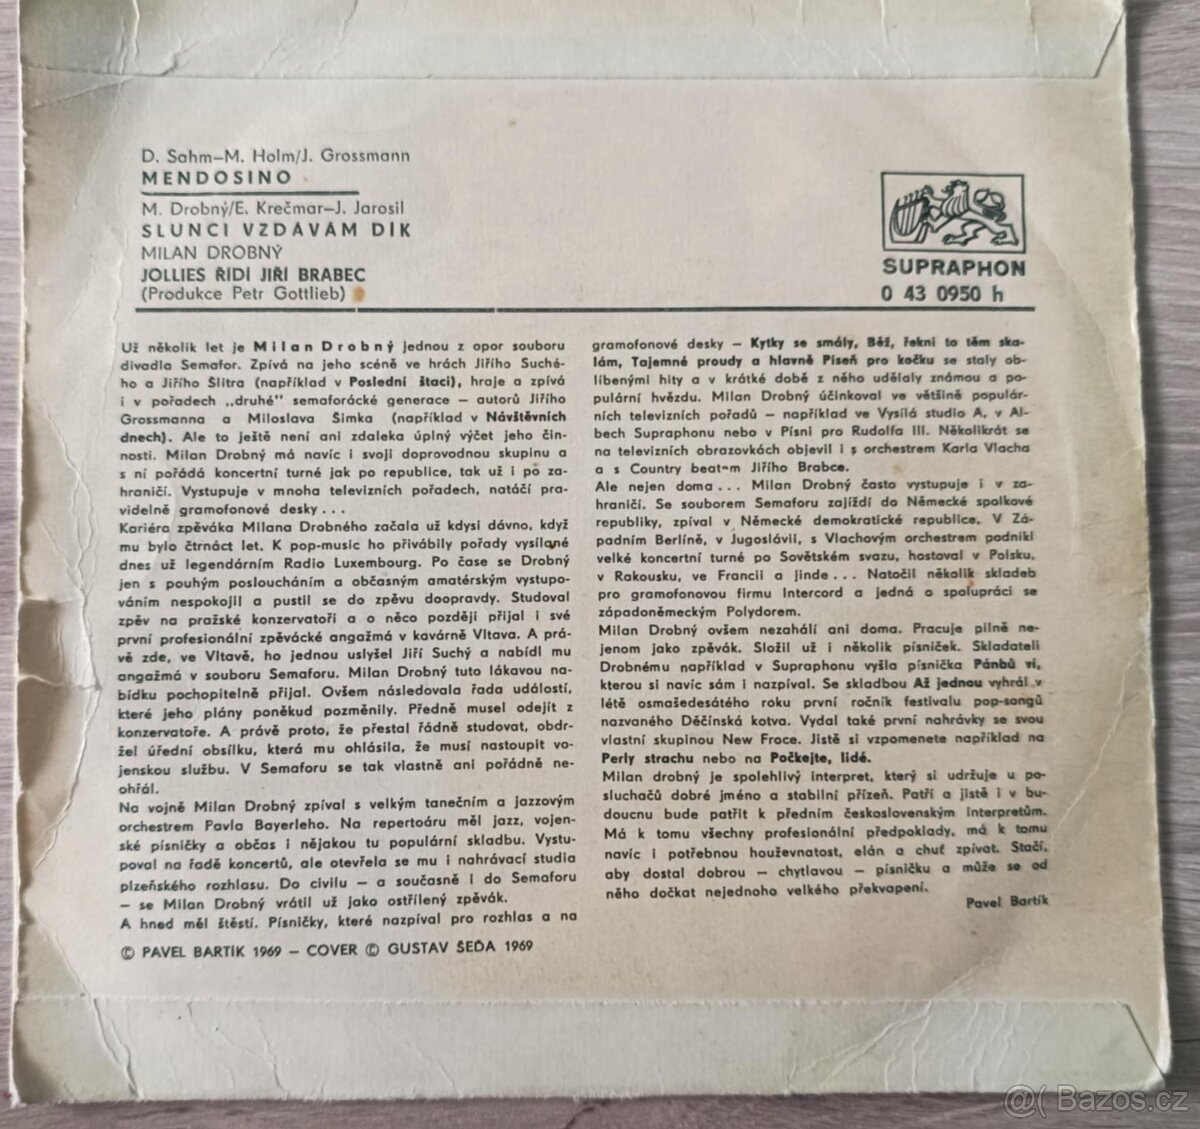 D. Sahm–M. Holm/J. Grossmann
MENDOSINO
M. Drobný/E. Krečmar–J. Jarosil
SLUNCI VZDÁVÁM DÍK
MILAN DROBNÝ
JOLLIES ŘÍDÍ JIŘÍ BRABEC
(Produkce Petr Gottlieb)
SUPRAPHON
0 43 0950 h
Už několik let je Milan Drobný jednou z opor souboru
divadla Semafor. Zpívá na jeho scéně ve hrách Jiřího Suché-
ho a Jiřího Šlitra (například v Poslední štaci), hraje a zpívá
i v pořadech „druhé" semaforácké generace – autorů Jiřího
Grossmanna a Miloslava Šimka (například v Návštěvních
dnech). Ale to ještě není ani zdaleka úplný výčet jeho čin-
nosti. Milan Drobný má navíc i svoji doprovodnou skupinu a
s ní pořádá koncertní turné jak po republice, tak už i po za-
hraničí. Vystupuje v mnoha televizních pořadech, natáčí pra-
videlně gramofonové desky . . .
Kariéra zpěváka Milana Drobného začala už kdysi dávno, když
mu bylo čtrnáct let. K pop-music ho přivábily pořady vysílané
dnes už legendárním Radio Luxembourg. Po čase se Drobný
jen s pouhým posloucháním a občasným amatérským vystupo-
váním nespokojil a pustil se do zpěvu doopravdy. Studoval
zpěv na pražské konzervatoři a o něco později přijal i své
první profesionální zpěvácké angažmá v kavárně Vltava. A prá-
vě zde, ve Vltavě, ho jednou uslyšel Jiří Suchý a nabídl mu
angažmá v souboru Semaforu. Milan Drobný tuto lákavou na-
bídku pochopitelně přijal. Ovšem následovala řada událostí,
které jeho plány poněkud pozměnily. Předně musel odejít z
konzervatoře. A právě proto, že přestal řádně studovat, obdr-
žel úřední obsílku, která mu ohlásila, že musí nastoupit vo-
jenskou službu. V Semaforu se tak vlastně ani pořádně ne-
ohřál.
Na vojně Milan Drobný zpíval s velkým tanečním a jazzovým
orchestrem Pavla Bayerleho. Na repertoáru měl jazz, vojen-
ské písničky a občas i nějakou tu populární skladbu. Vystu-
poval na řadě koncertů, ale otevřela se mu i nahrávací studia
plzeňského rozhlasu. Do civilu – a současně i do Semaforu
– se Milan Drobný vrátil už jako ostřílený zpěvák.
A hned měl štěstí. Písničky, které nazpíval pro rozhlas a na
gramofonové desky – Kytky se smály, Běž, řekni to těm ska-
lám, Tajemné proudy a hlavně Píseň pro kočku se staly ob-
líbenými hity a v krátké době z něho udělaly známou a po-
pulární hvězdu. Milan Drobný účinkoval ve většině populár-
ních televizních pořadů – například ve Vysílá studio A, v Al-
bech Supraphonu nebo v Písni pro Rudolfa III. Několikrát se
na televizních obrazovkách objevil i s orchestrem Karla Vlacha
a s Country beatem Jiřího Brabce.
Ale nejen doma . . . Milan Drobný často vystupuje i v za-
hraničí. Se souborem Semaforu zajíždí do Německé spolkové
republiky, zpíval v Německé demokratické republice, V Zá-
padním Berlíně, v Jugoslávii, s Vlachovým orchestrem podnikl
velké koncertní turné po Sovětském svazu, hostoval v Polsku,
v Rakousku, ve Francii a jinde . . . Natočil několik skladeb
pro gramofonovou firmu Intercord a jedná o spolupráci se
západoněmeckým Polydorem.
Milan Drobný ovšem nezahálí ani doma. Pracuje pilně ne-
jenom jako zpěvák. Složil už i několik písniček. Skladateli
Drobnému například v Supraphonu vyšla písnička Pánbů ví,
kterou si navíc sám i nazpíval. Se skladbou Až jednou vyhrál v
létě osmašedesátého roku první ročník festivalu pop-songů
nazvaného Děčínská kotva. Vydal také první nahrávky se svou
vlastní skupinou New Froce. Jistě si vzpomenete například na
Perly strachu nebo na Počkejte, lidé.
Milan drobný je spolehlivý interpret, který si udržuje u po-
sluchačů dobré jméno a stabilní přízeň. Patří a jistě i v bu-
doucnu bude patřit k předním československým interpretům.
Má k tomu všechny profesionální předpoklady, má k tomu
navíc i potřebnou houževnatost, elán a chuť zpívat. Stačí,
aby dostal dobrou – chytlavou – písničku a může se od
něho dočkat nejednoho velkého překvapení.
Pavel Bartík
© PAVEL BARTÍK 1969 – COVER © GUSTAV ŠEDA 1969
@( Bazos.cz